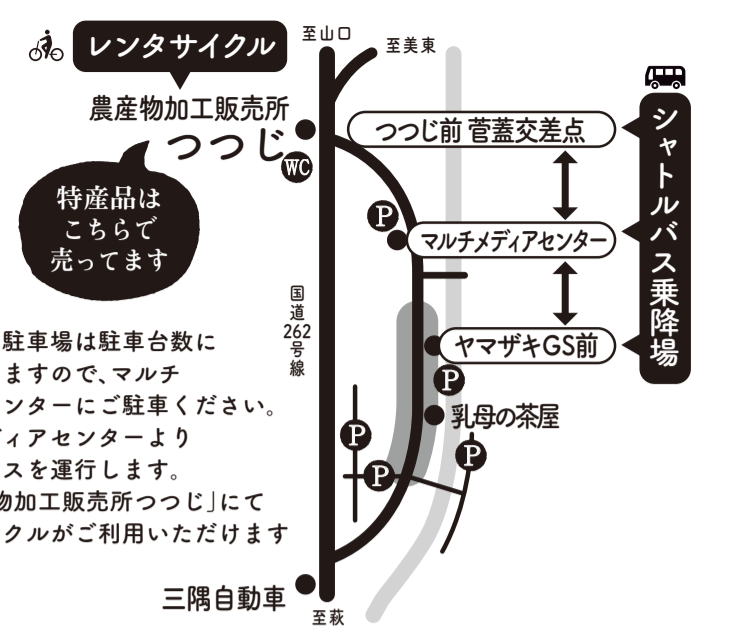 レンタサイクル
至山口
至美東
農産物加工販売所
つつじ
WC
特産品は
こちらで
売ってます
つつじ前 菅蓋交差点
P
マルチメディアセンター
シャトルバス乗降場
ヤマザキGS前
国道262号線
P
乳母の茶屋
P
P
P
駐車場は駐車台数に
ますので、マルチ
ンターにご駐車ください。
ディアセンターより
スを運行します。
物加工販売所つつじ」にて
クルがご利用いただけます
三隅自動車
至萩